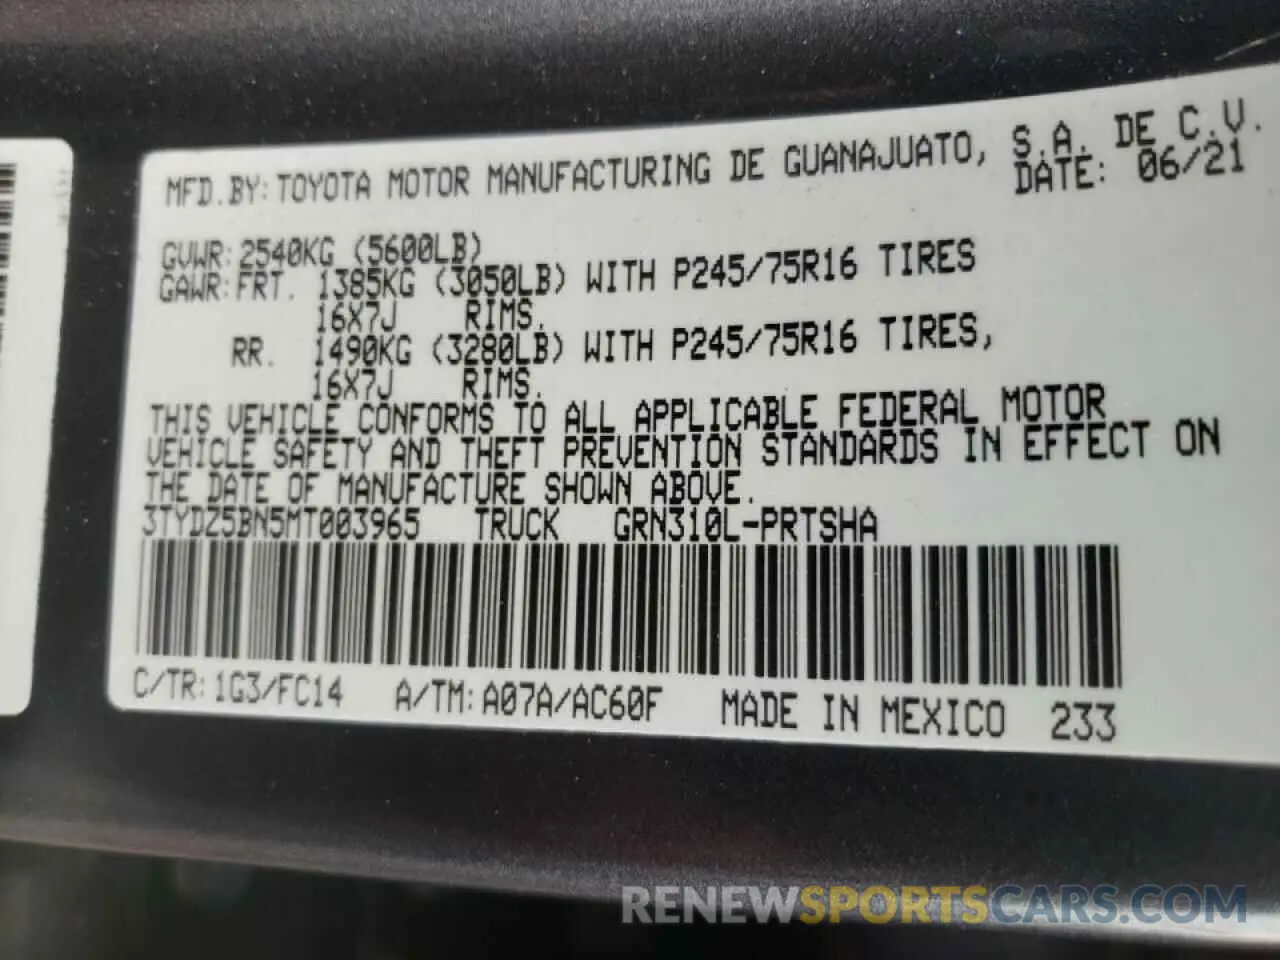 MFD.BY:TOYOTA MOTOR MANUFACTURING DE GUANAJUATO, S.A. DE C.V.
DATE: 06/21
GVWR:2540KG (5600LB)
GAWR:FRT. 1385KG (3050LB) WITH P245/75R16 TIRES
16X7J RIMS,
RR. 1490KG (3280LB) WITH P245/75R16 TIRES,
16X7J RIMS.
THIS VEHICLE CONFORMS TO ALL APPLICABLE FEDERAL MOTOR
VEHICLE SAFETY AND THEFT PREVENTION STANDARDS IN EFFECT ON
THE DATE OF MANUFACTURE SHOWN ABOVE.
3TYDZ5BN5MT003965 TRUCK GRN310L-PRTSHA
C/TR:1G3/FC14 A/TM:A07A/AC60F MADE IN MEXICO 233
RENEWSPORTSCARS.COM